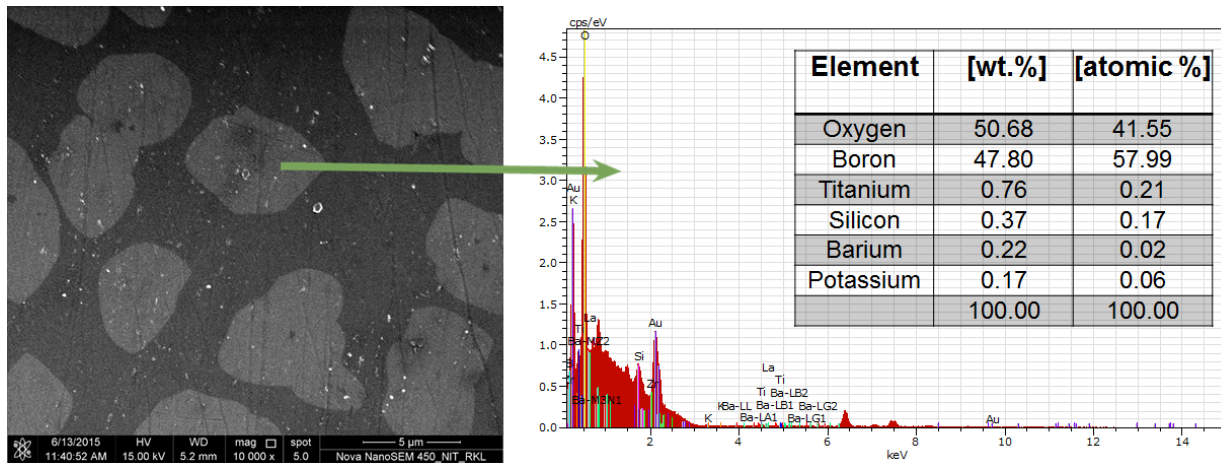 6/13/2015 HV WD mag □ spot
11:40:52 AM 15.00 kV 5.2 mm 10 000 x 5.0
5 µm
Nova NanoSEM 450_NIT_RKL
cps/eV
4.5
4.0
3.5
3.0
2.5
2.0
1.5
1.0
0.5
0.0
O
Au
K
La
Ti
Ba-M3N1
Si
Zr
Au
K
K
Ba-LL
La
Ti
Ti
Ba-LB2
Ba-LB1
Ba-LG2
Ba-LA1
Ba-LG1
Au
2 4 6 8 10 12 14
keV
Element [wt.%] [atomic %]
Oxygen 50.68 41.55
Boron 47.80 57.99
Titanium 0.76 0.21
Silicon 0.37 0.17
Barium 0.22 0.02
Potassium 0.17 0.06
100.00 100.00